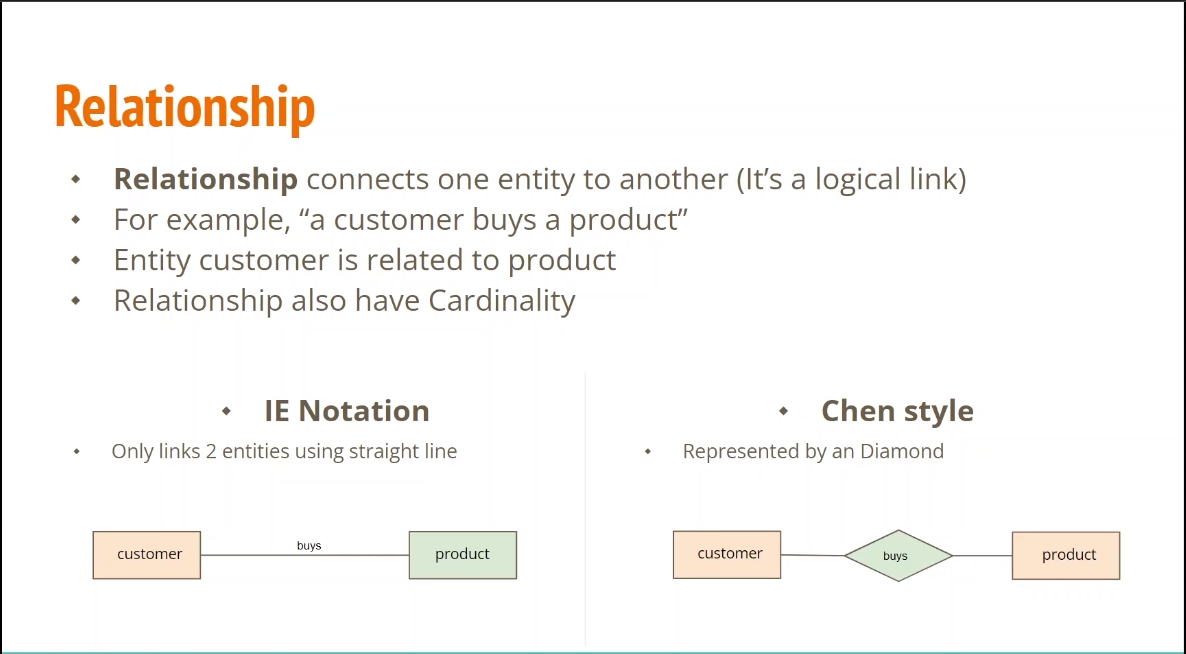 Relationship
Relationship connects one entity to another (It’s a logical link)
For example, “a customer buys a product”
Entity customer is related to product
Relationship also have Cardinality
IE Notation
Only links 2 entities using straight line
customer
buys
product
Chen style
Represented by an Diamond
customer
buys
product